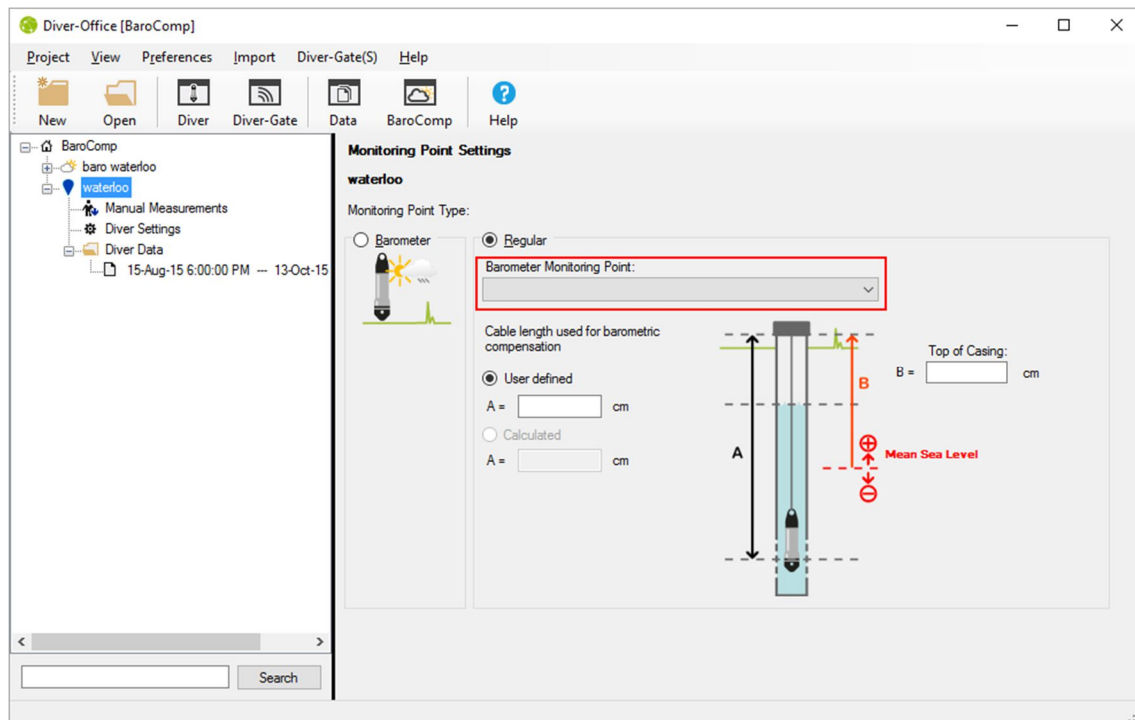 Diver-Office [BaroComp]
Project View Preferences Import Diver-Gate(S) Help
New Open Diver Diver-Gate Data BaroComp Help
BaroComp
baro waterloo
waterloo
Manual Measurements
Diver Settings
Diver Data
15-Aug-15 6:00:00 PM --- 13-Oct-15
Search
Monitoring Point Settings
waterloo
Monitoring Point Type:
Barometer
Regular
Barometer Monitoring Point:
Cable length used for barometric
compensation
User defined
A = cm
Calculated
A = cm
A
B
Mean Sea Level
Top of Casing:
B = cm